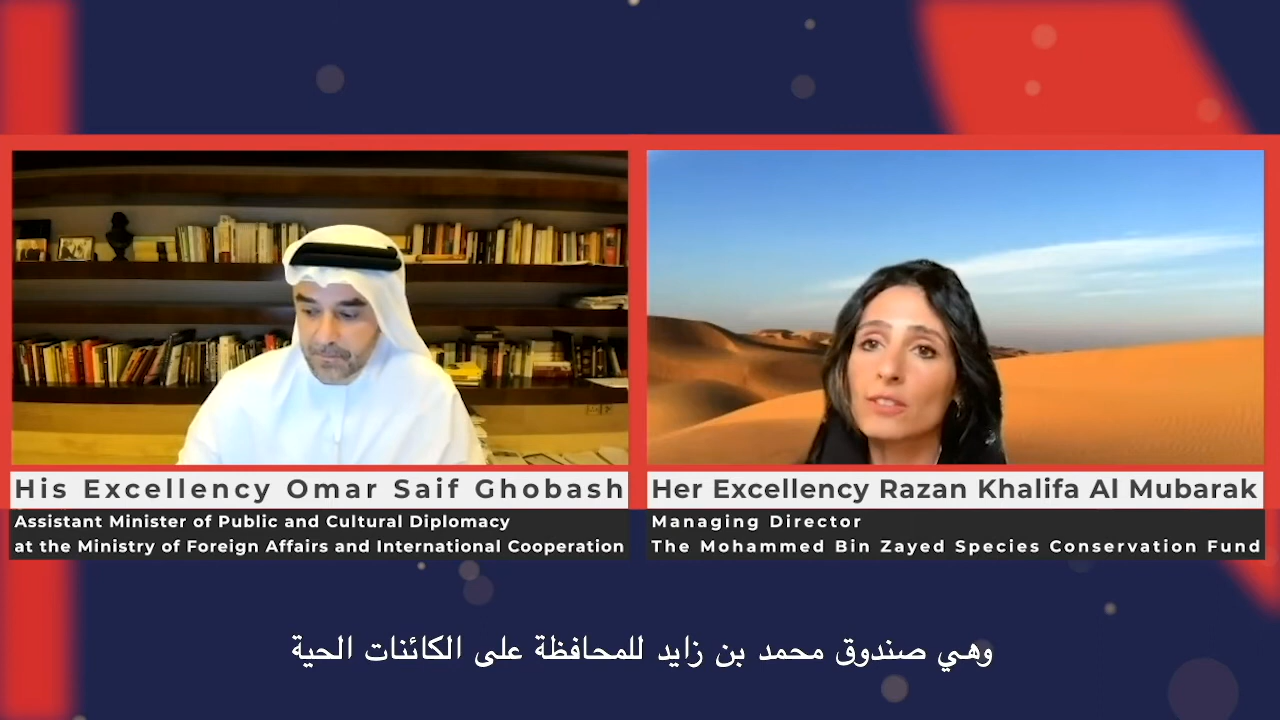 His Excellency Omar Saif Ghobash
Assistant Minister of Public and Cultural Diplomacy
at the Ministry of Foreign Affairs and International Cooperation
Her Excellency Razan Khalifa Al Mubarak
Managing Director
The Mohammed Bin Zayed Species Conservation Fund
وهي صندوق محمد بن زايد للمحافظة على الكائنات الحية